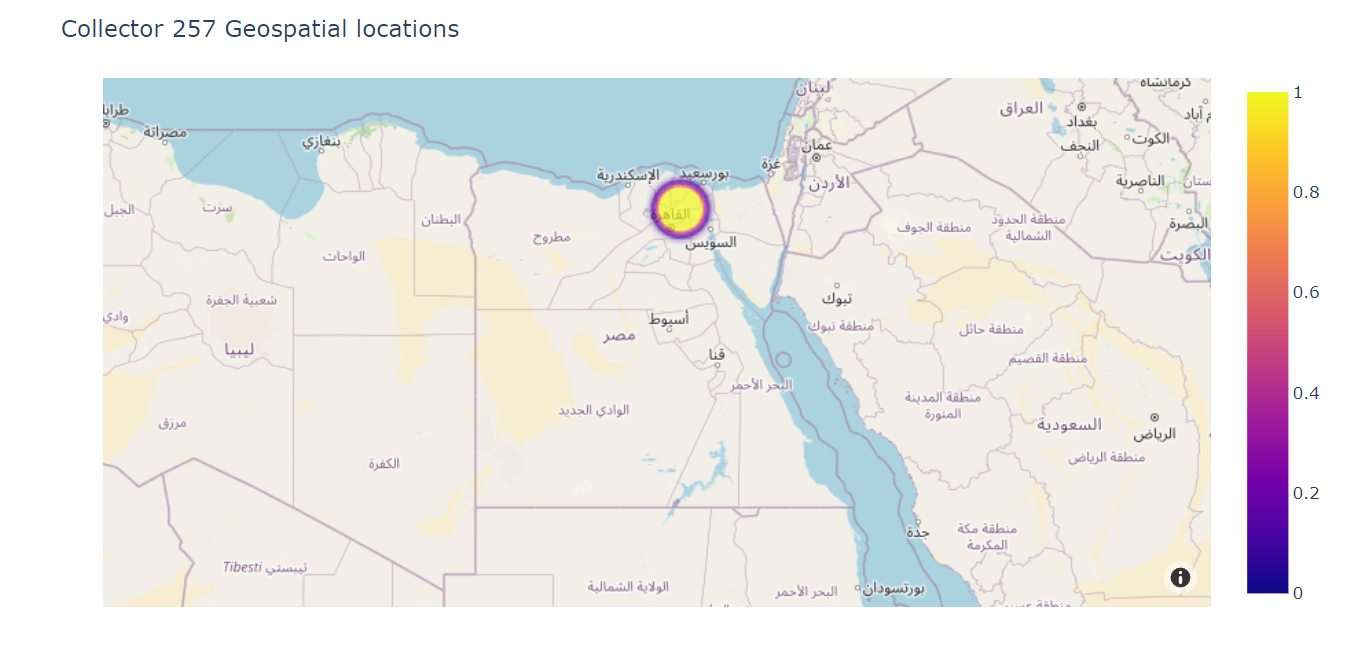 Collector 257 Geospatial locations
لبنان
كرمانشاه
1
العراق
بغداد
مصراتة
بنغازي
الكوت
عمان
النجف
غزة
بورسعيد
الإسكندرية
0.8
الأردن
الناصرية
الجبل
سرت
البطنان
القاهرة
منطقة الحدود
الشمالية
منطقة الجوف
البصرة
مطروح
السويس
الواحات
الكويت
شعبية الجفرة
تبوك
0.6
وادي
أسيوط
منطقة تبوك
منطقة حائل
ليبيا
مصر
قنا
منطقة القصيم
البحر الأحمر
0.4
منطقة المدينة
المنورة
الوادي الجديد
مرزق
السعودية
الرياض
الكفرة
منطقة الرياض
0.2
جدة
منطقة مكة
المكرمة
Tibesti تيبستي
الولاية الشمالية
البحر الأحمر
بورتسودان
0